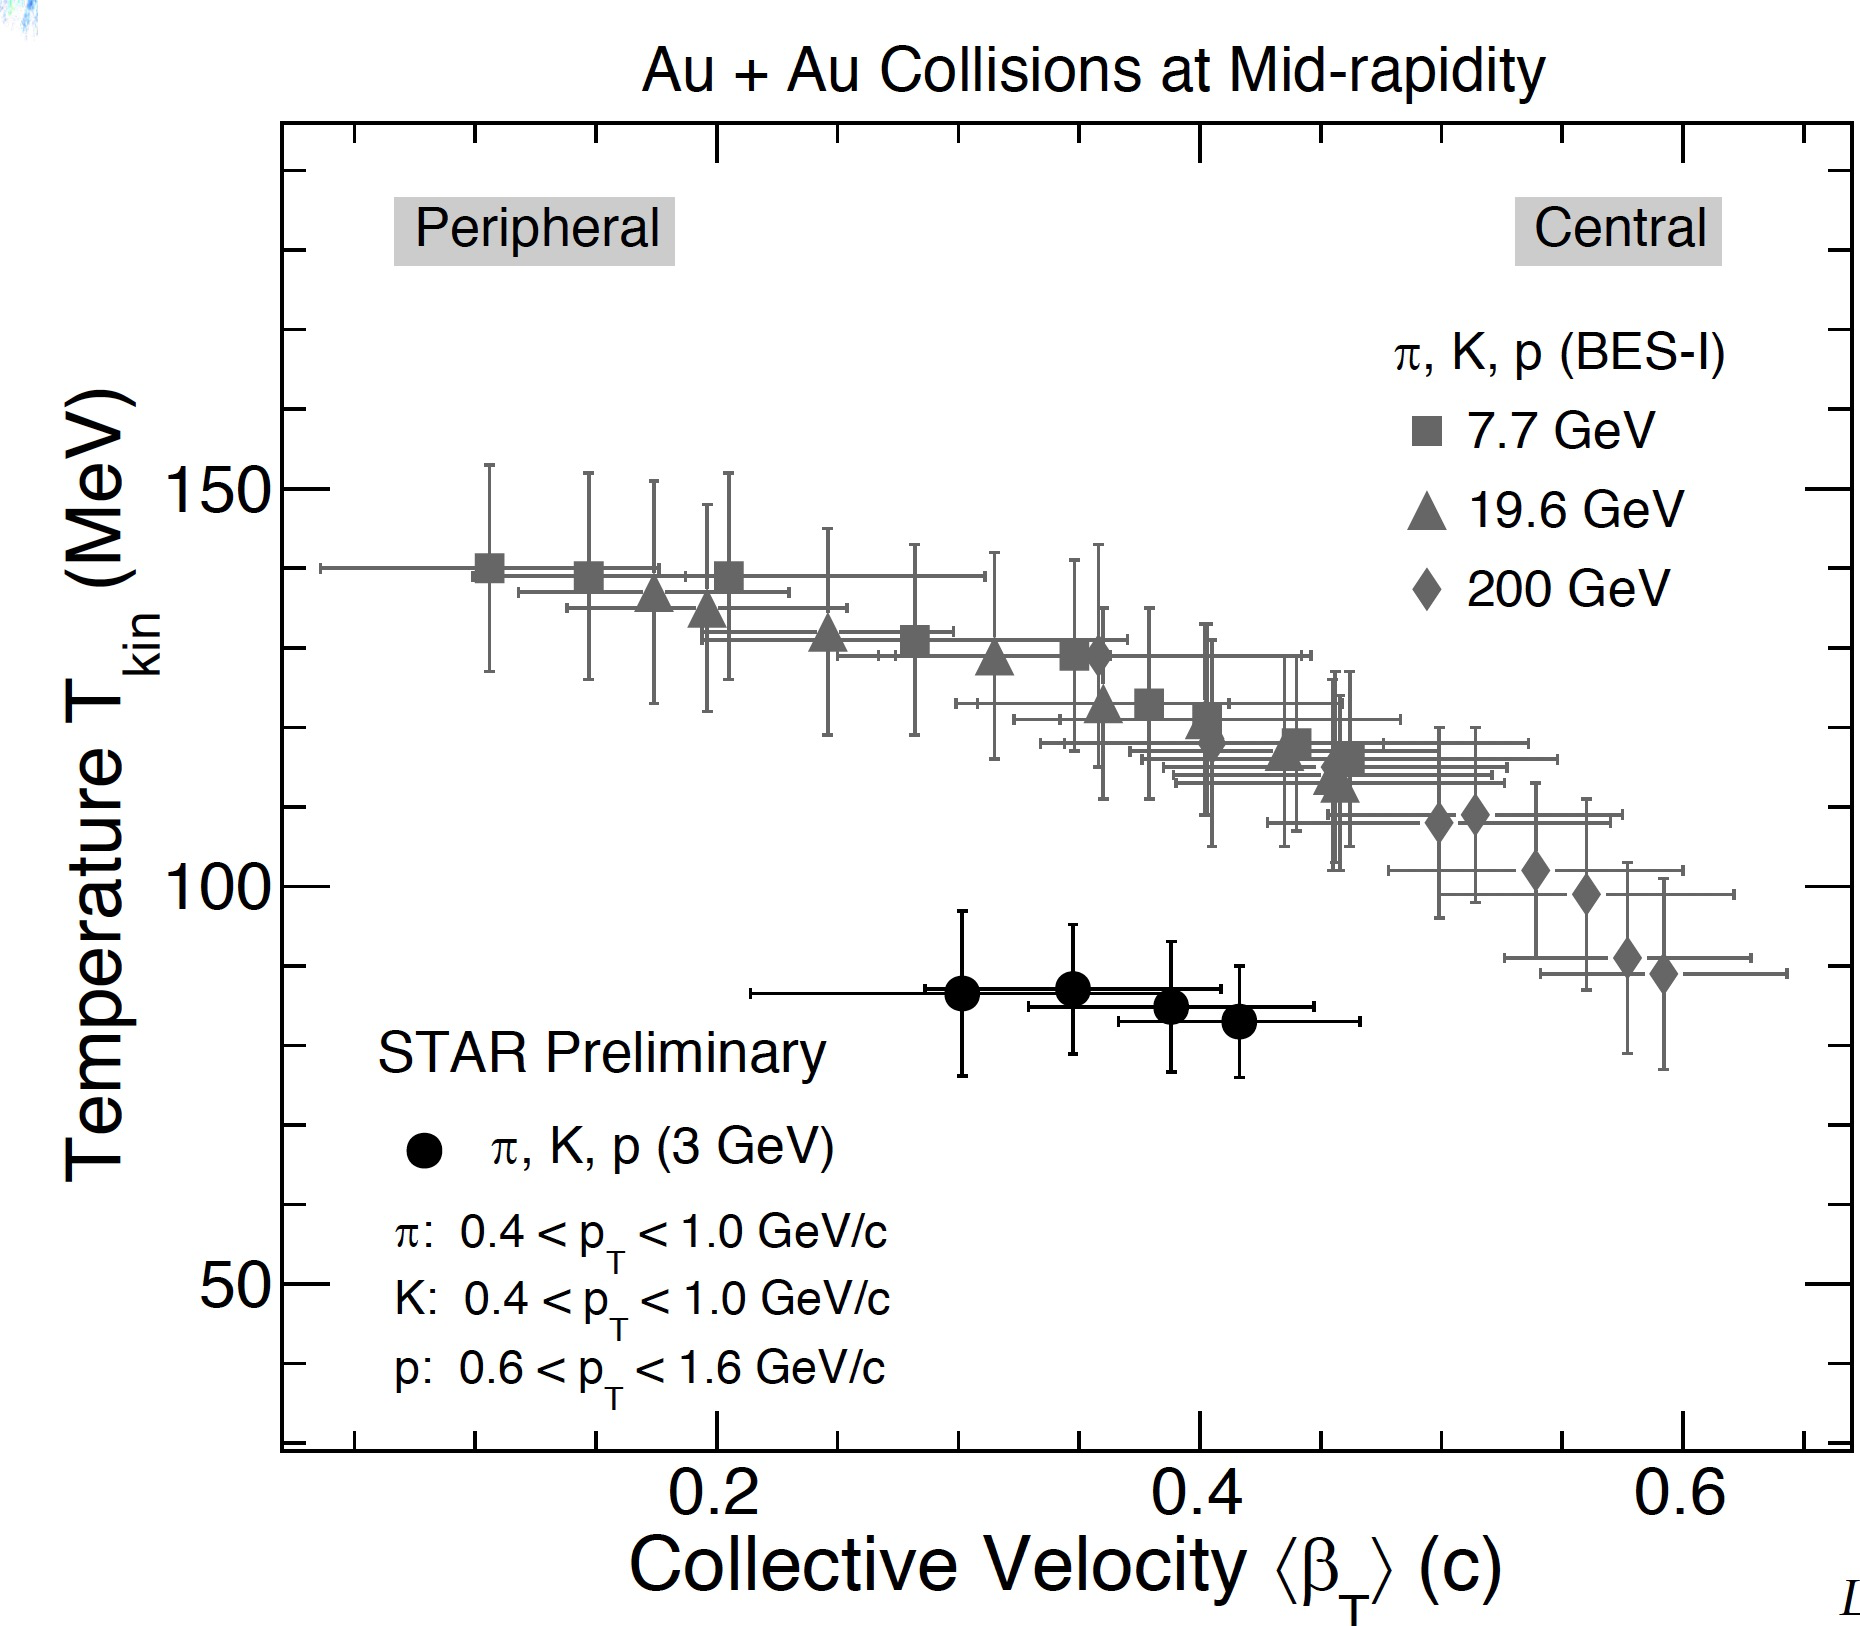 Au + Au Collisions at Mid-rapidity
Peripheral
Central
π, K, p (BES-I)
7.7 GeV
19.6 GeV
200 GeV
Temperature T_kin (MeV)
150
100
50
STAR Preliminary
π, K, p (3 GeV)
π: 0.4 < p_T < 1.0 GeV/c
K: 0.4 < p_T < 1.0 GeV/c
p: 0.6 < p_T < 1.6 GeV/c
0.2 0.4 0.6
Collective Velocity ⟨β_T⟩ (c)